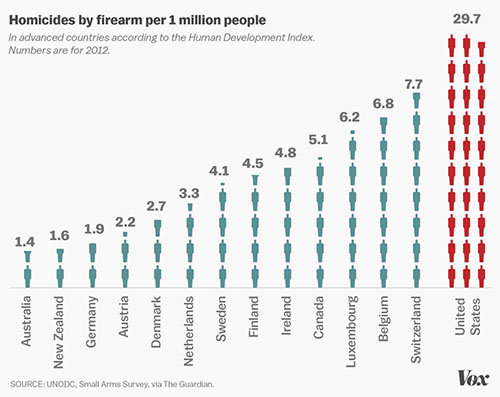 Homicides by firearm per 1 million people
In advanced countries according to the Human Development Index.
Numbers are for 2012.
29.7
7.7
6.8
6.2
5.1
4.8
4.5
4.1
3.3
2.7
2.2
1.9
1.6
1.4
Australia
New Zealand
Germany
Austria
Denmark
Netherlands
Sweden
Finland
Ireland
Canada
Luxembourg
Belgium
Switzerland
United
States
SOURCE: UNODC, Small Arms Survey, via The Guardian.
Vox